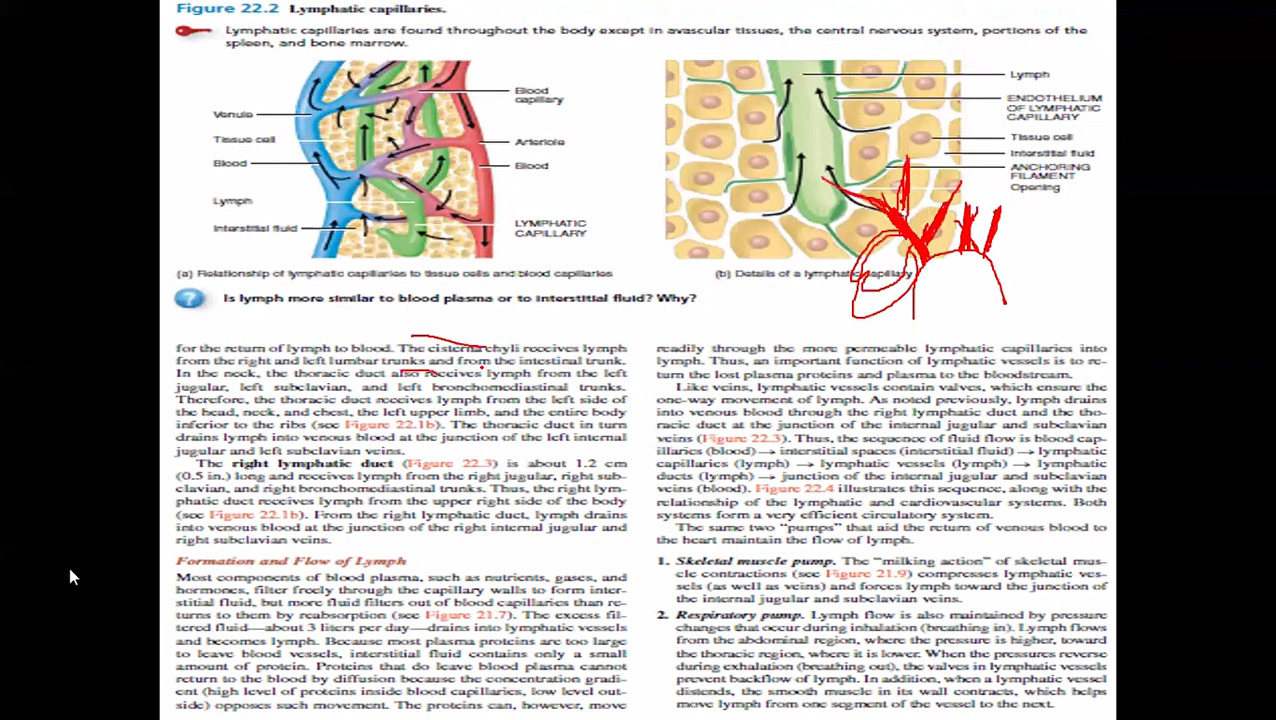 Figure 22.2 Lymphatic capillaries.
Lymphatic capillaries are found throughout the body except in avascular tissues, the central nervous system, portions of the
spleen, and bone marrow.
Venule
Tissue cell
Blood
Lymph
Interstitial fluid
Blood
capillary
Arteriole
Blood
LYMPHATIC
CAPILLARY
(a) Relationship of lymphatic capillaries to tissue cells and blood capillaries
Lymph
ENDOTHELIUM
OF LYMPHATIC
CAPILLARY
Tissue cell
Interstitial fluid
ANCHORING
FILAMENT
Opening
(b) Details of a lymphatic capillary
? Is lymph more similar to blood plasma or to interstitial fluid? Why?
for the return of lymph to blood. The cisterna chyli receives lymph
from the right and left lumbar trunks and from the intestinal trunk.
In the neck, the thoracic duct also receives lymph from the left
jugular, left subclavian, and left bronchomediastinal trunks.
Therefore, the thoracic duct receives lymph from the left side of
the head, neck, and chest, the left upper limb, and the entire body
inferior to the ribs (see Figure 22.1b). The thoracic duct in turn
drains lymph into venous blood at the junction of the left internal
jugular and left subclavian veins.
The right lymphatic duct (Figure 22.3) is about 1.2 cm
(0.5 in.) long and receives lymph from the right jugular, right sub-
clavian, and right bronchomediastinal trunks. Thus, the right lym-
phatic duct receives lymph from the upper right side of the body
(see Figure 22.1b). From the right lymphatic duct, lymph drains
into venous blood at the junction of the right internal jugular and
right subclavian veins.
Formation and Flow of Lymph
Most components of blood plasma, such as nutrients, gases, and
hormones, filter freely through the capillary walls to form inter-
stitial fluid, but more fluid filters out of blood capillaries than re-
turns to them by reabsorption (see Figure 21.7). The excess fil-
tered fluid—about 3 liters per day—drains into lymphatic vessels
and becomes lymph. Because most plasma proteins are too large
to leave blood vessels, interstitial fluid contains only a small
amount of protein. Proteins that do leave blood plasma cannot
return to the blood by diffusion because the concentration gradi-
ent (high level of proteins inside blood capillaries, low level out-
side) opposes such movement. The proteins can, however, move
readily through the more permeable lymphatic capillaries into
lymph. Thus, an important function of lymphatic vessels is to re-
turn the lost plasma proteins and plasma to the bloodstream.
Like veins, lymphatic vessels contain valves, which ensure the
one-way movement of lymph. As noted previously, lymph drains
into venous blood through the right lymphatic duct and the tho-
racic duct at the junction of the internal jugular and subclavian
veins (Figure 22.3). Thus, the sequence of fluid flow is blood cap-
illaries (blood) → interstitial spaces (interstitial fluid) → lymphatic
capillaries (lymph) → lymphatic vessels (lymph) → lymphatic
ducts (lymph) → junction of the internal jugular and subclavian
veins (blood). Figure 22.4 illustrates this sequence, along with the
relationship of the lymphatic and cardiovascular systems. Both
systems form a very efficient circulatory system.
The same two “pumps” that aid the return of venous blood to
the heart maintain the flow of lymph.
1. Skeletal muscle pump. The “milking action” of skeletal mus-
cle contractions (see Figure 21.9) compresses lymphatic ves-
sels (as well as veins) and forces lymph toward the junction of
the internal jugular and subclavian veins.
2. Respiratory pump. Lymph flow is also maintained by pressure
changes that occur during inhalation (breathing in). Lymph flows
from the abdominal region, where the pressure is higher, toward
the thoracic region, where it is lower. When the pressures reverse
during exhalation (breathing out), the valves in lymphatic vessels
prevent backflow of lymph. In addition, when a lymphatic vessel
distends, the smooth muscle in its wall contracts, which helps
move lymph from one segment of the vessel to the next.